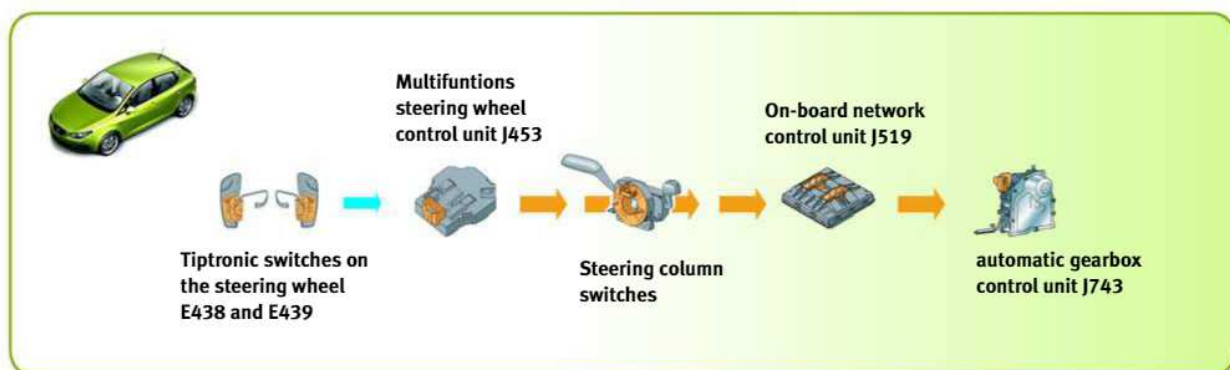 Multifuntions
steering wheel
control unit J453
On-board network
control unit J519
Tiptronic switches on
the steering wheel
E438 and E439
Steering column
switches
automatic gearbox
control unit J743